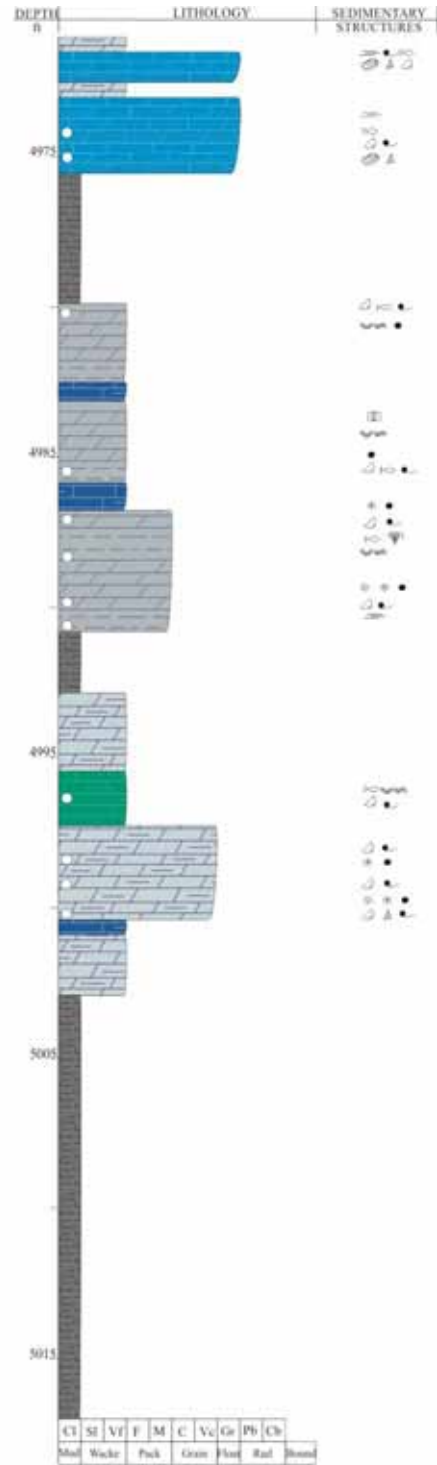 DEPTH LITHOLOGY SEDIMENTARY
ft STRUCTURES
4975
4985
4995
5005
5015
Cl Sl Vf F M C Vc Gr Pb Cb
Mud Wacke Pack Grain Float Rud Bound